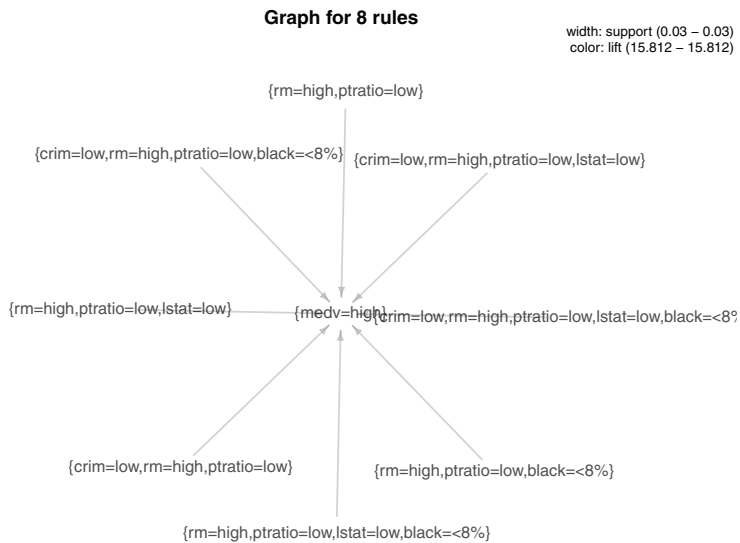 Graph for 8 rules
width: support (0.03 − 0.03)
color: lift (15.812 − 15.812)
{rm=high,ptratio=low}
{crim=low,rm=high,ptratio=low,black=<8%}
{crim=low,rm=high,ptratio=low,lstat=low}
{rm=high,ptratio=low,lstat=low}
{medv=high}
{crim=low,rm=high,ptratio=low,lstat=low,black=<8%
{crim=low,rm=high,ptratio=low}
{rm=high,ptratio=low,black=<8%}
{rm=high,ptratio=low,lstat=low,black=<8%}